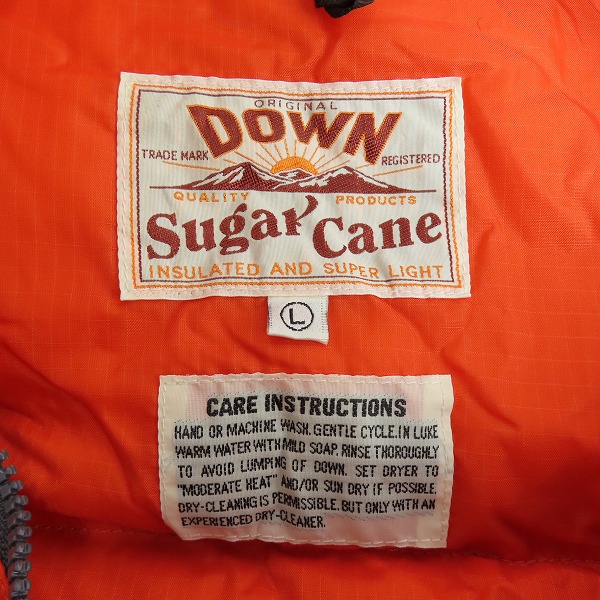 ORIGINAL
DOWN
TRADE MARK REGISTERED
QUALITY PRODUCTS
Sugar Cane
INSULATED AND SUPER LIGHT
L
CARE INSTRUCTIONS
HAND OR MACHINE WASH. GENTLE CYCLE. IN LUKE
WARM WATER WITH MILD SOAP. RINSE THOROUGHLY
TO AVOID LUMPING OF DOWN. SET DRYER TO
"MODERATE HEAT" AND/OR SUN DRY IF POSSIBLE.
DRY-CLEANING IS PERMISSIBLE. BUT ONLY WITH AN
EXPERIENCED DRY-CLEANER.